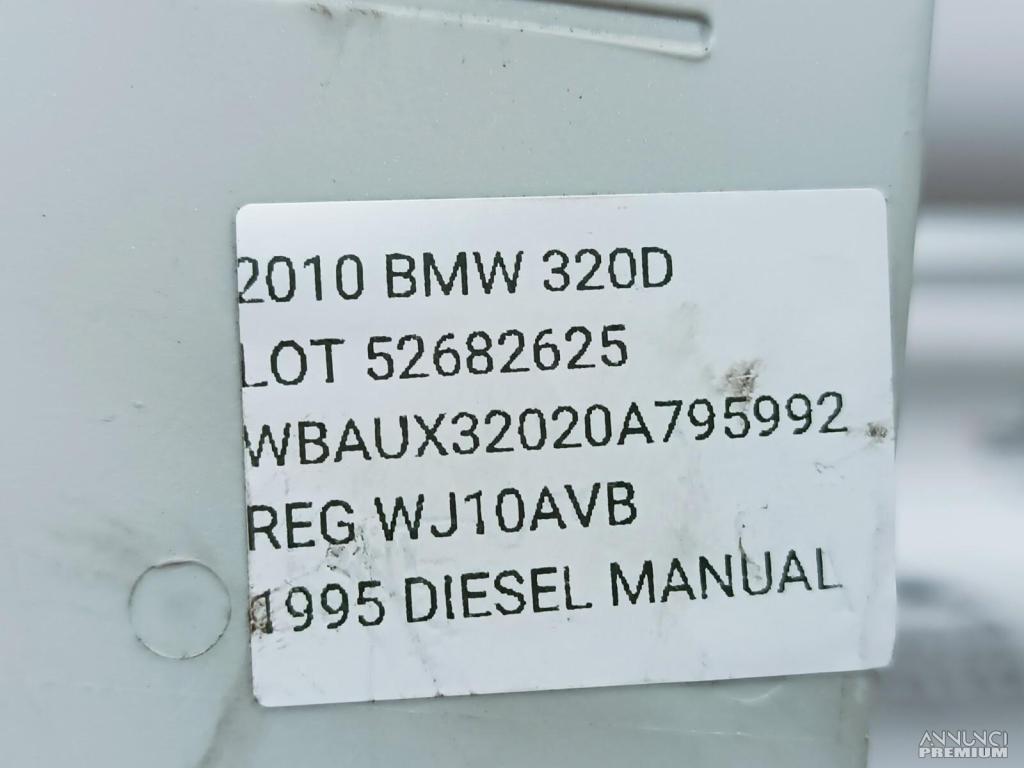 2010 BMW 320D
LOT 52682625
WBAUX32020A795992
REG WJ10AVB
1995 DIESEL MANUAL
ANNUNCI
PREMIUM